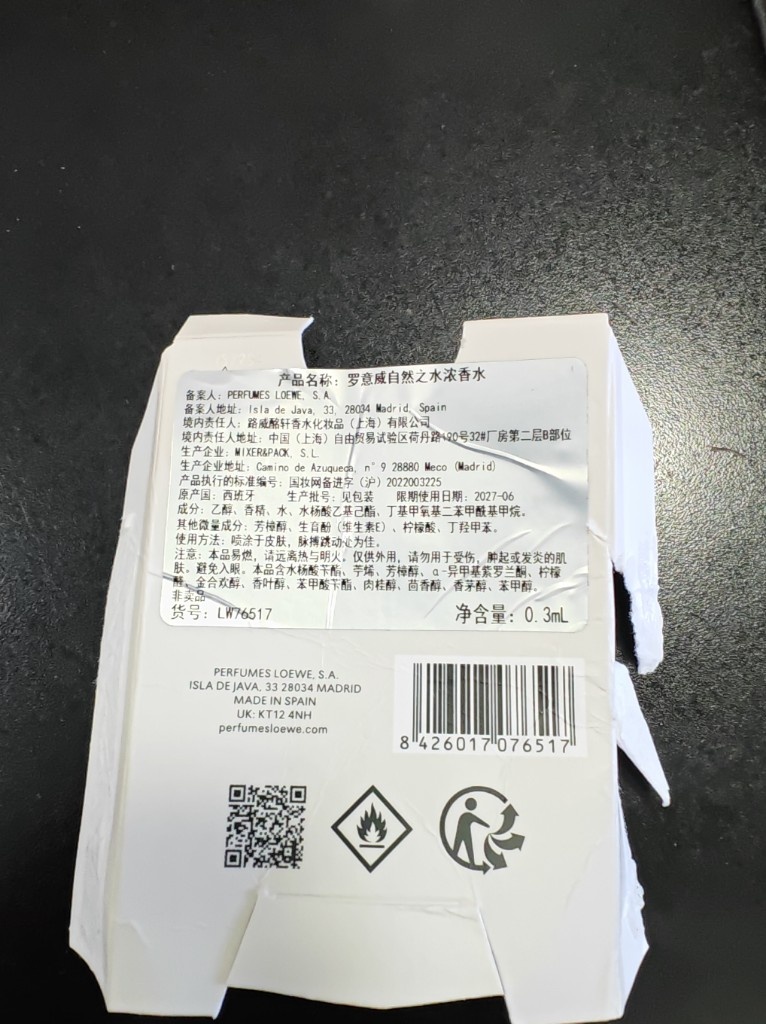 产品名称：罗意威自然之水浓香水
备案人：PERFUMES LOEWE, S.A.
备案人地址：Isla de Java, 33, 28034 Madrid, Spain
境内责任人：路威酩轩香水化妆品（上海）有限公司
境内责任人地址：中国（上海）自由贸易试验区荷丹路190号32#厂房第二层B部位
生产企业：MIXER&PACK, S.L.
生产企业地址：Camino de Azuqueca, n° 9 28880 Meco (Madrid)
产品执行的标准编号：国妆网备进字（沪）2022003225
原产国：西班牙 生产批号：见包装 限期使用日期：2027-06
成分：乙醇、香精、水、水杨酸乙基己酯、丁基甲氧基二苯甲酰基甲烷。
其他微量成分：芳樟醇、生育酚（维生素E）、柠檬酸、丁羟甲苯。
使用方法：喷涂于皮肤，脉搏跳动心为佳。
注意：本品易燃，请远离热与明火。仅供外用，请勿用于受伤，肿起或发炎的肌
肤。避免入眼。本品含水杨酸苄酯、苧烯、芳樟醇、α-异甲基紫罗兰酮、柠檬
醛、金合欢醇、香叶醇、苯甲酸苄酯、肉桂醇、茴香醇、香茅醇、苯甲醇。
非卖品
货号：LW76517 净含量：0.3mL
PERFUMES LOEWE, S.A.
ISLA DE JAVA, 33 28034 MADRID
MADE IN SPAIN
UK: KT12 4NH
perfumesloewe.com
8 426017 076517